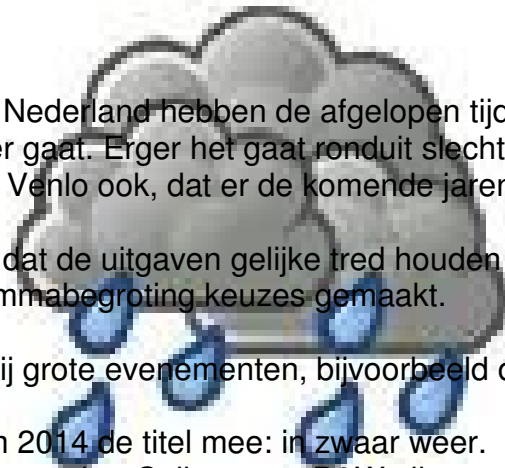 Nederland hebben de afgelopen tijd
er gaat. Erger het gaat ronduit slecht
Venlo ook, dat er de komende jaren
dat de uitgaven gelijke tred houden
mmabegroting keuzes gemaakt.
ij grote evenementen, bijvoorbeeld
2014 de titel mee: in zwaar weer.